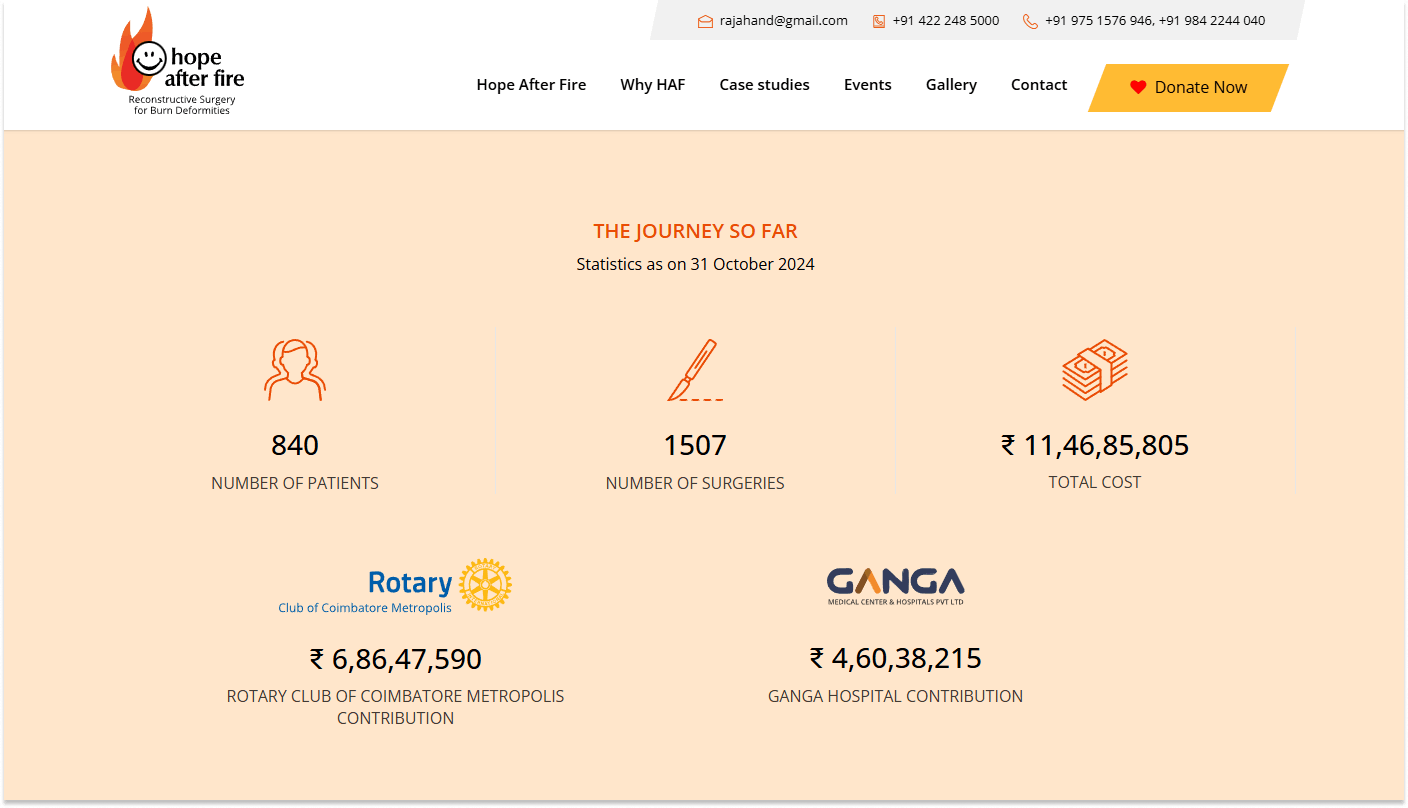 rajahand@gmail.com +91 422 248 5000 +91 975 1576 946, +91 984 2244 040
hope
after fire
Reconstructive Surgery
for Burn Deformities
Hope After Fire Why HAF Case studies Events Gallery Contact Donate Now
THE JOURNEY SO FAR
Statistics as on 31 October 2024
840 1507 ₹ 11,46,85,805
NUMBER OF PATIENTS NUMBER OF SURGERIES TOTAL COST
Rotary
Club of Coimbatore Metropolis
GANGA
MEDICAL CENTER & HOSPITALS PVT LTD
₹ 6,86,47,590 ₹ 4,60,38,215
ROTARY CLUB OF COIMBATORE METROPOLIS
CONTRIBUTION
GANGA HOSPITAL CONTRIBUTION